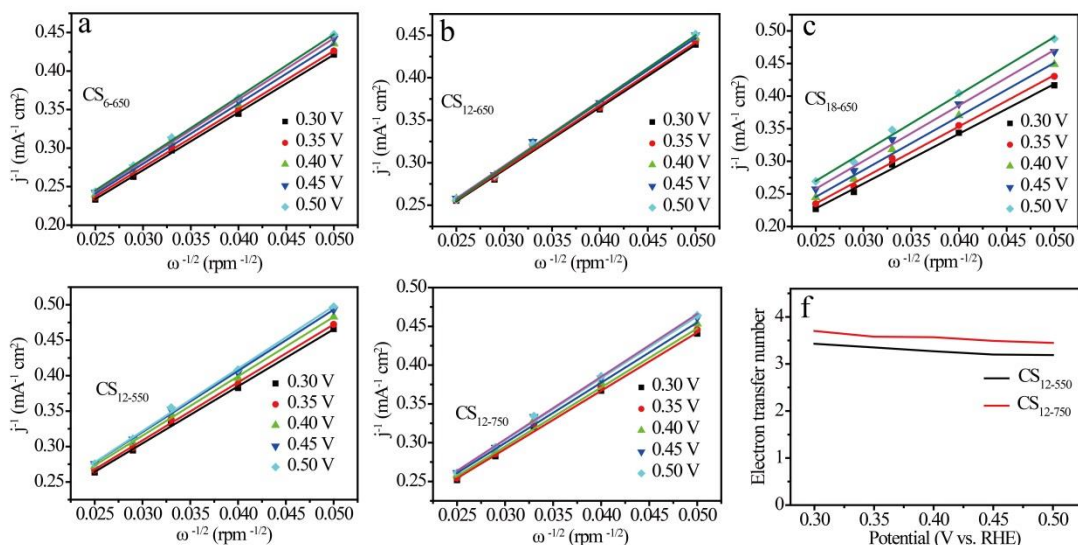 a
j⁻¹ (mA⁻¹ cm²)
0.45
0.40
0.35
0.30
0.25
0.20
CS₆₋₆₅₀
0.30 V
0.35 V
0.40 V
0.45 V
0.50 V
0.025 0.030 0.035 0.040 0.045 0.050
ω⁻¹/² (rpm⁻¹/²)
b
j⁻¹ (mA⁻¹ cm²)
0.45
0.40
0.35
0.30
0.25
CS₁₂₋₆₅₀
0.30 V
0.35 V
0.40 V
0.45 V
0.50 V
0.025 0.030 0.035 0.040 0.045 0.050
ω⁻¹/² (rpm⁻¹/²)
c
j⁻¹ (mA⁻¹ cm²)
0.50
0.45
0.40
0.35
0.30
0.25
0.20
CS₁₈₋₆₅₀
0.30 V
0.35 V
0.40 V
0.45 V
0.50 V
0.025 0.030 0.035 0.040 0.045 0.050
ω⁻¹/² (rpm⁻¹/²)
j⁻¹ (mA⁻¹ cm²)
0.50
0.45
0.40
0.35
0.30
0.25
CS₁₂₋₅₅₀
0.30 V
0.35 V
0.40 V
0.45 V
0.50 V
0.025 0.030 0.035 0.040 0.045 0.050
ω⁻¹/² (rpm⁻¹/²)
j⁻¹ (mA⁻¹ cm²)
0.50
0.45
0.40
0.35
0.30
0.25
CS₁₂₋₇₅₀
0.30 V
0.35 V
0.40 V
0.45 V
0.50 V
0.025 0.030 0.035 0.040 0.045 0.050
ω⁻¹/² (rpm⁻¹/²)
f
Electron transfer number
4
3
2
1
0
CS₁₂₋₅₅₀
CS₁₂₋₇₅₀
0.30 0.35 0.40 0.45 0.50
Potential (V vs. RHE)